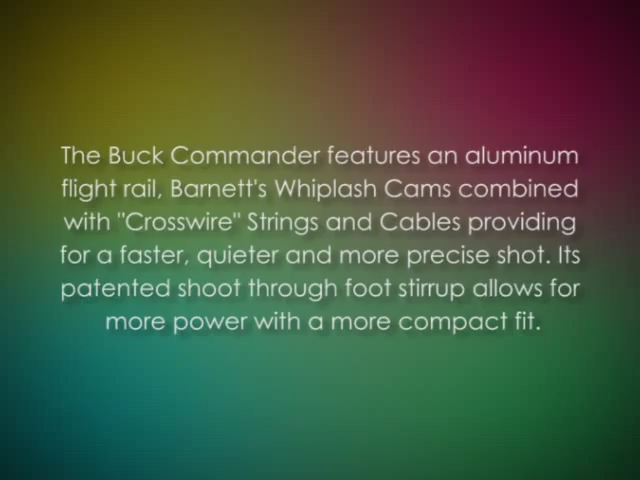 The Buck Commander features an aluminum
flight rail, Barnett's Whiplash Cams combined
with "Crosswire" Strings and Cables providing
for a faster, quieter and more precise shot. Its
patented shoot through foot stirrup allows for
more power with a more compact fit.